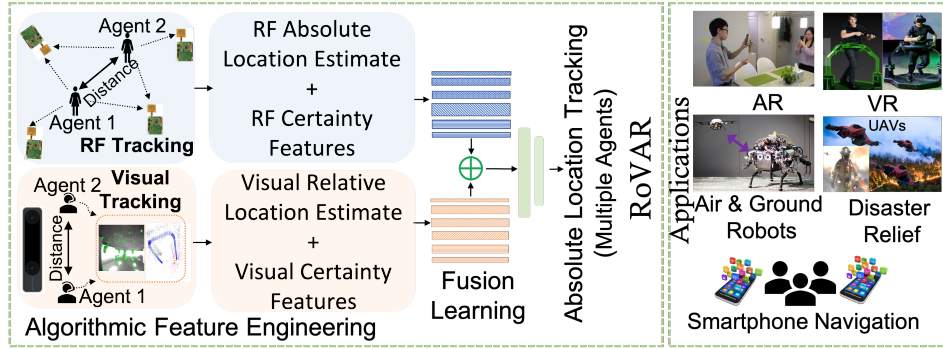 Agent 2
Distance
Agent 1
RF Tracking
RF Absolute
Location Estimate
+
RF Certainty
Features
Agent 2
Visual
Tracking
Distance
Agent 1
Visual Relative
Location Estimate
+
Visual Certainty
Features
Algorithmic Feature Engineering
Fusion
Learning
Absolute Location Tracking
(Multiple Agents)
RoVAR
Applications
AR
VR
Air & Ground
Robots
UAVs
Disaster
Relief
Smartphone Navigation